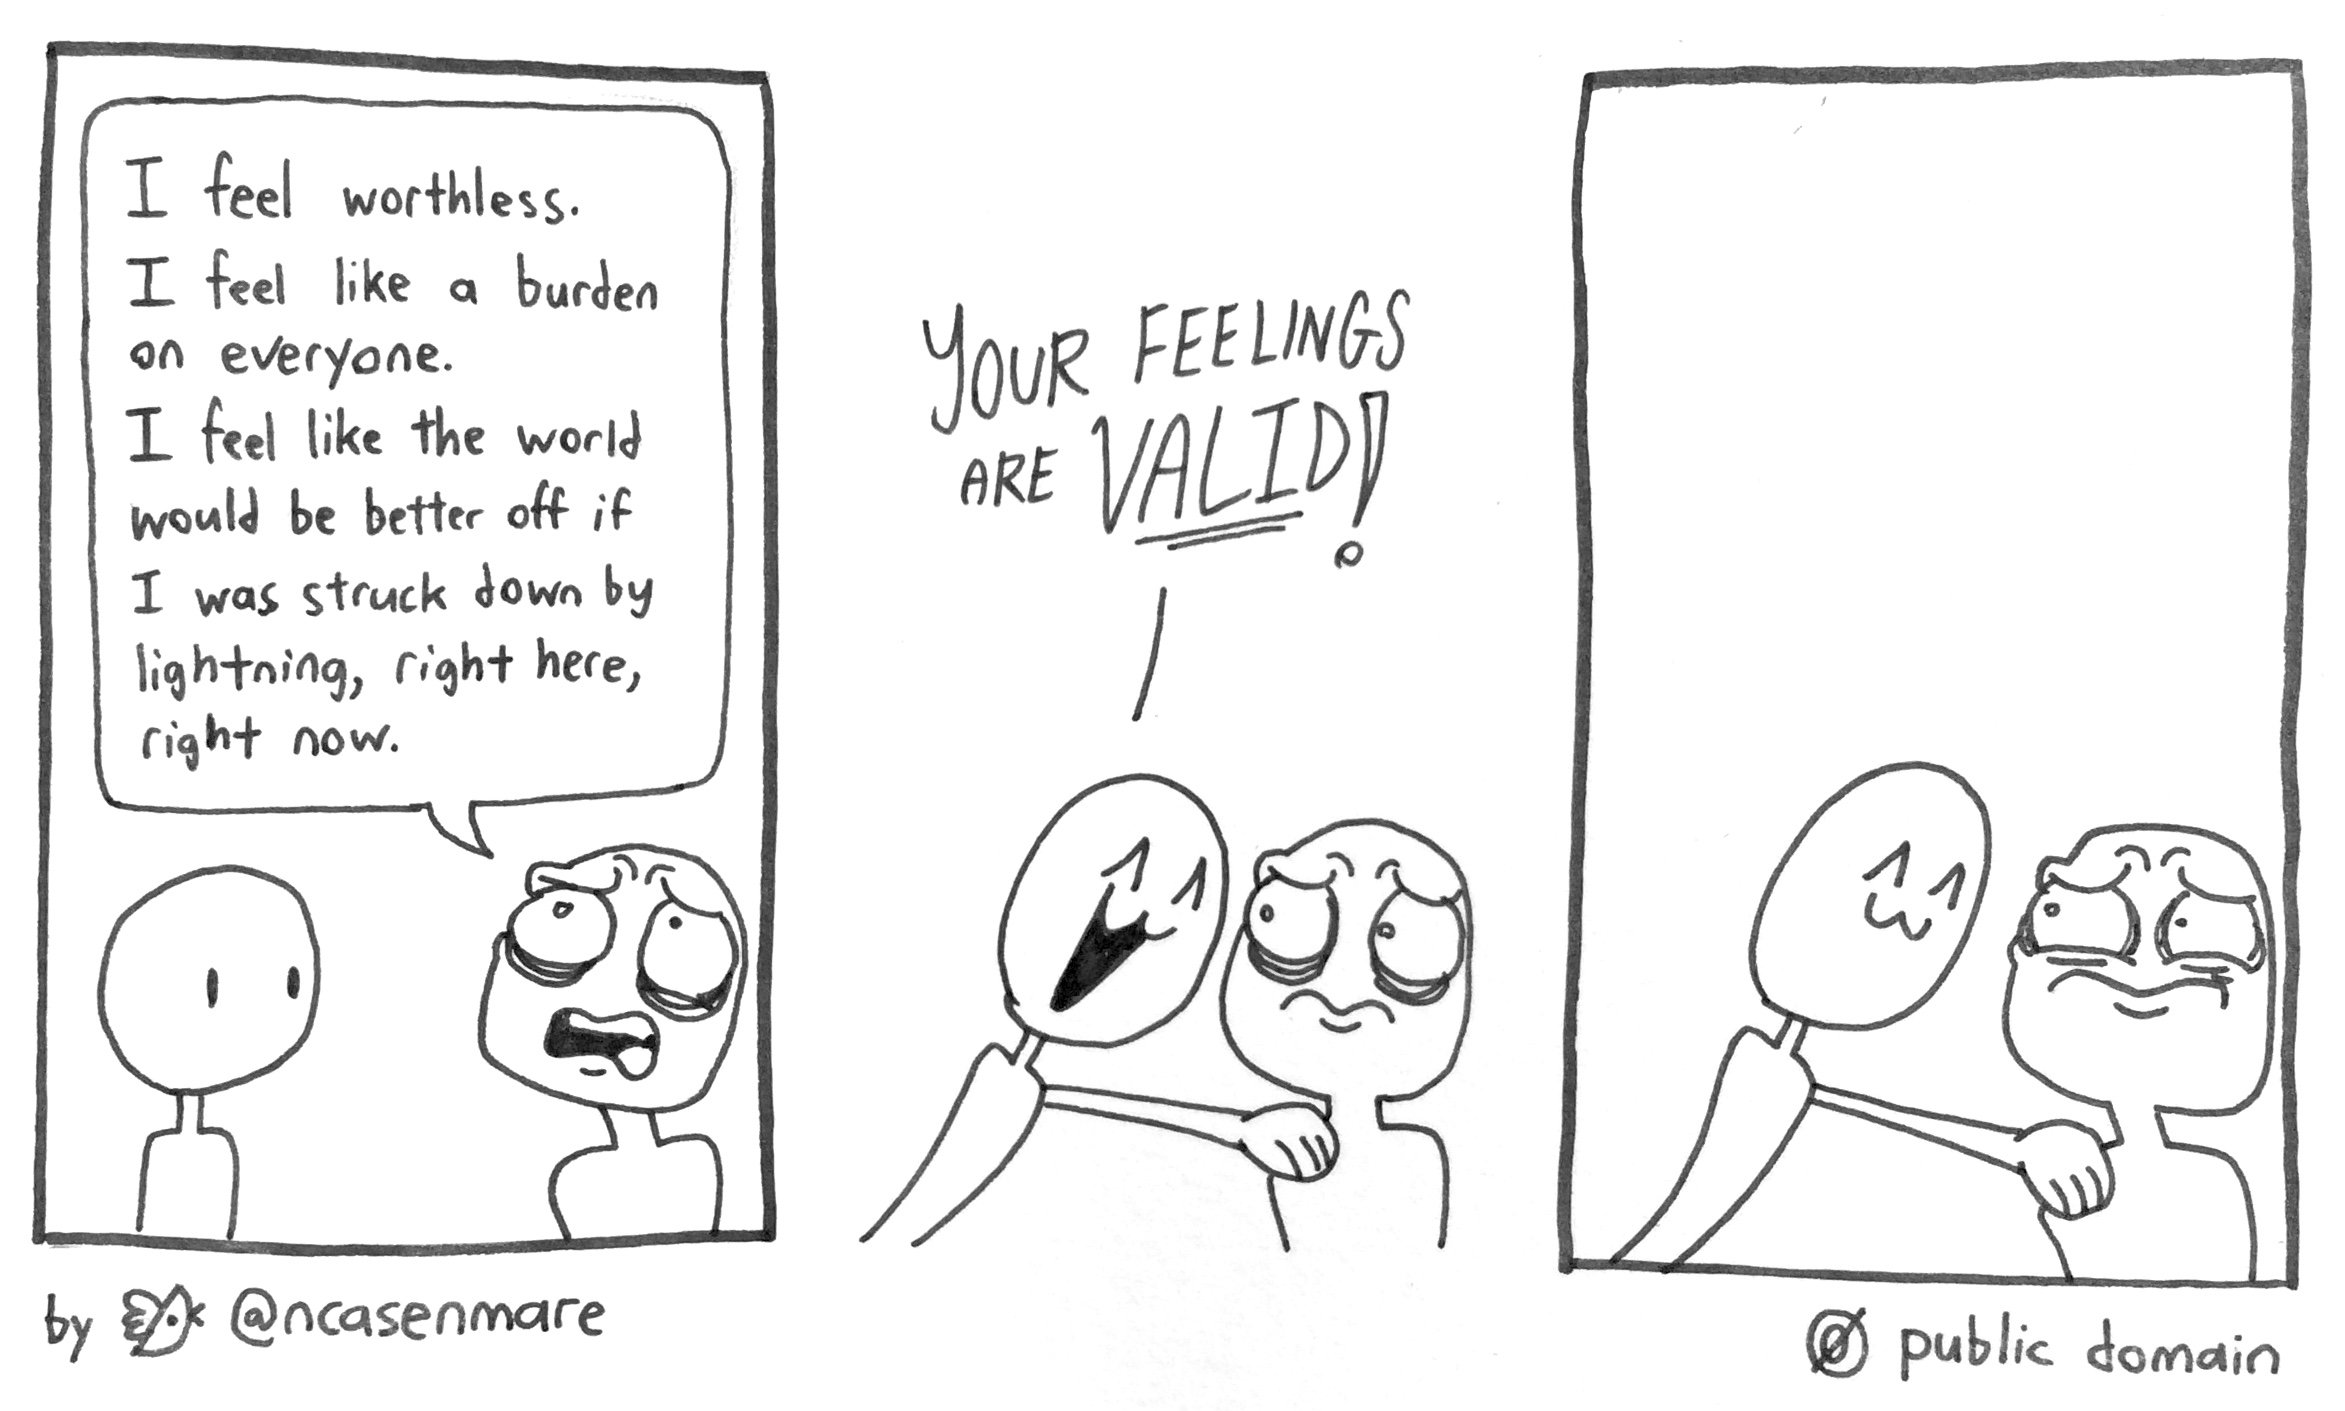 I feel worthless.
I feel like a burden
on everyone.
I feel like the world
would be better off if
I was struck down by
lightning, right here,
right now.
YOUR FEELINGS
ARE VALID!
by @ncasenmare
public domain